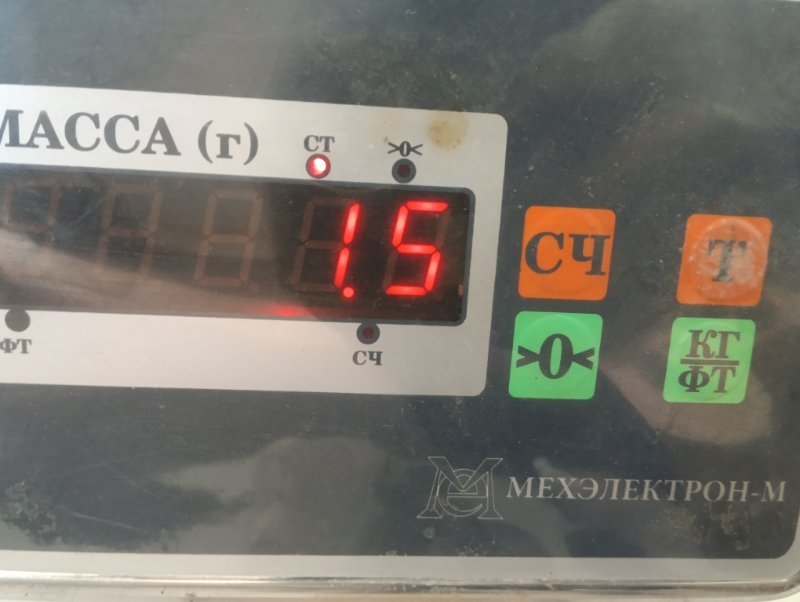 МАССА (г)
СТ
>0<
1.5
ФТ
СЧ
СЧ
Т
>0<
КГ
ФТ
МЕХЭЛЕКТРОН-М